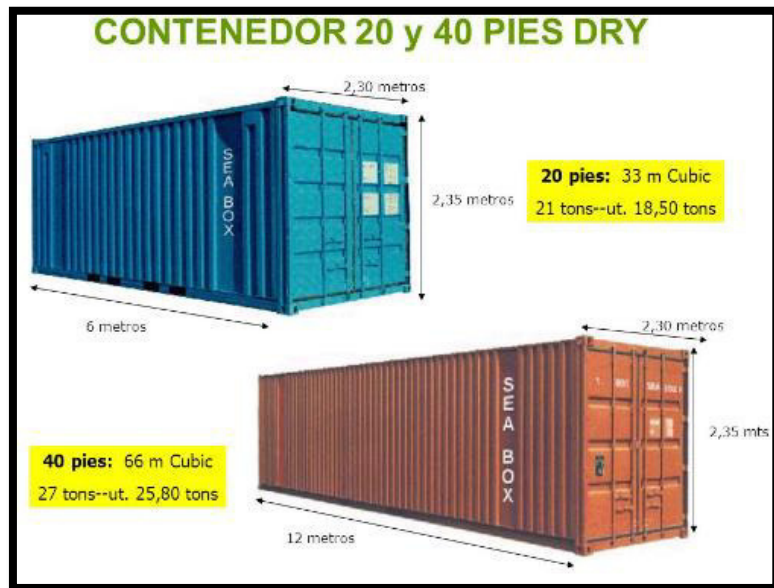 CONTENEDOR 20 y 40 PIES DRY
2,30 metros
SEA BOX
2,35 metros
20 pies: 33 m Cubic
21 tons--ut. 18,50 tons
6 metros
2,30 metros
SEA BOX
2,35 mts
40 pies: 66 m Cubic
27 tons--ut. 25,80 tons
12 metros